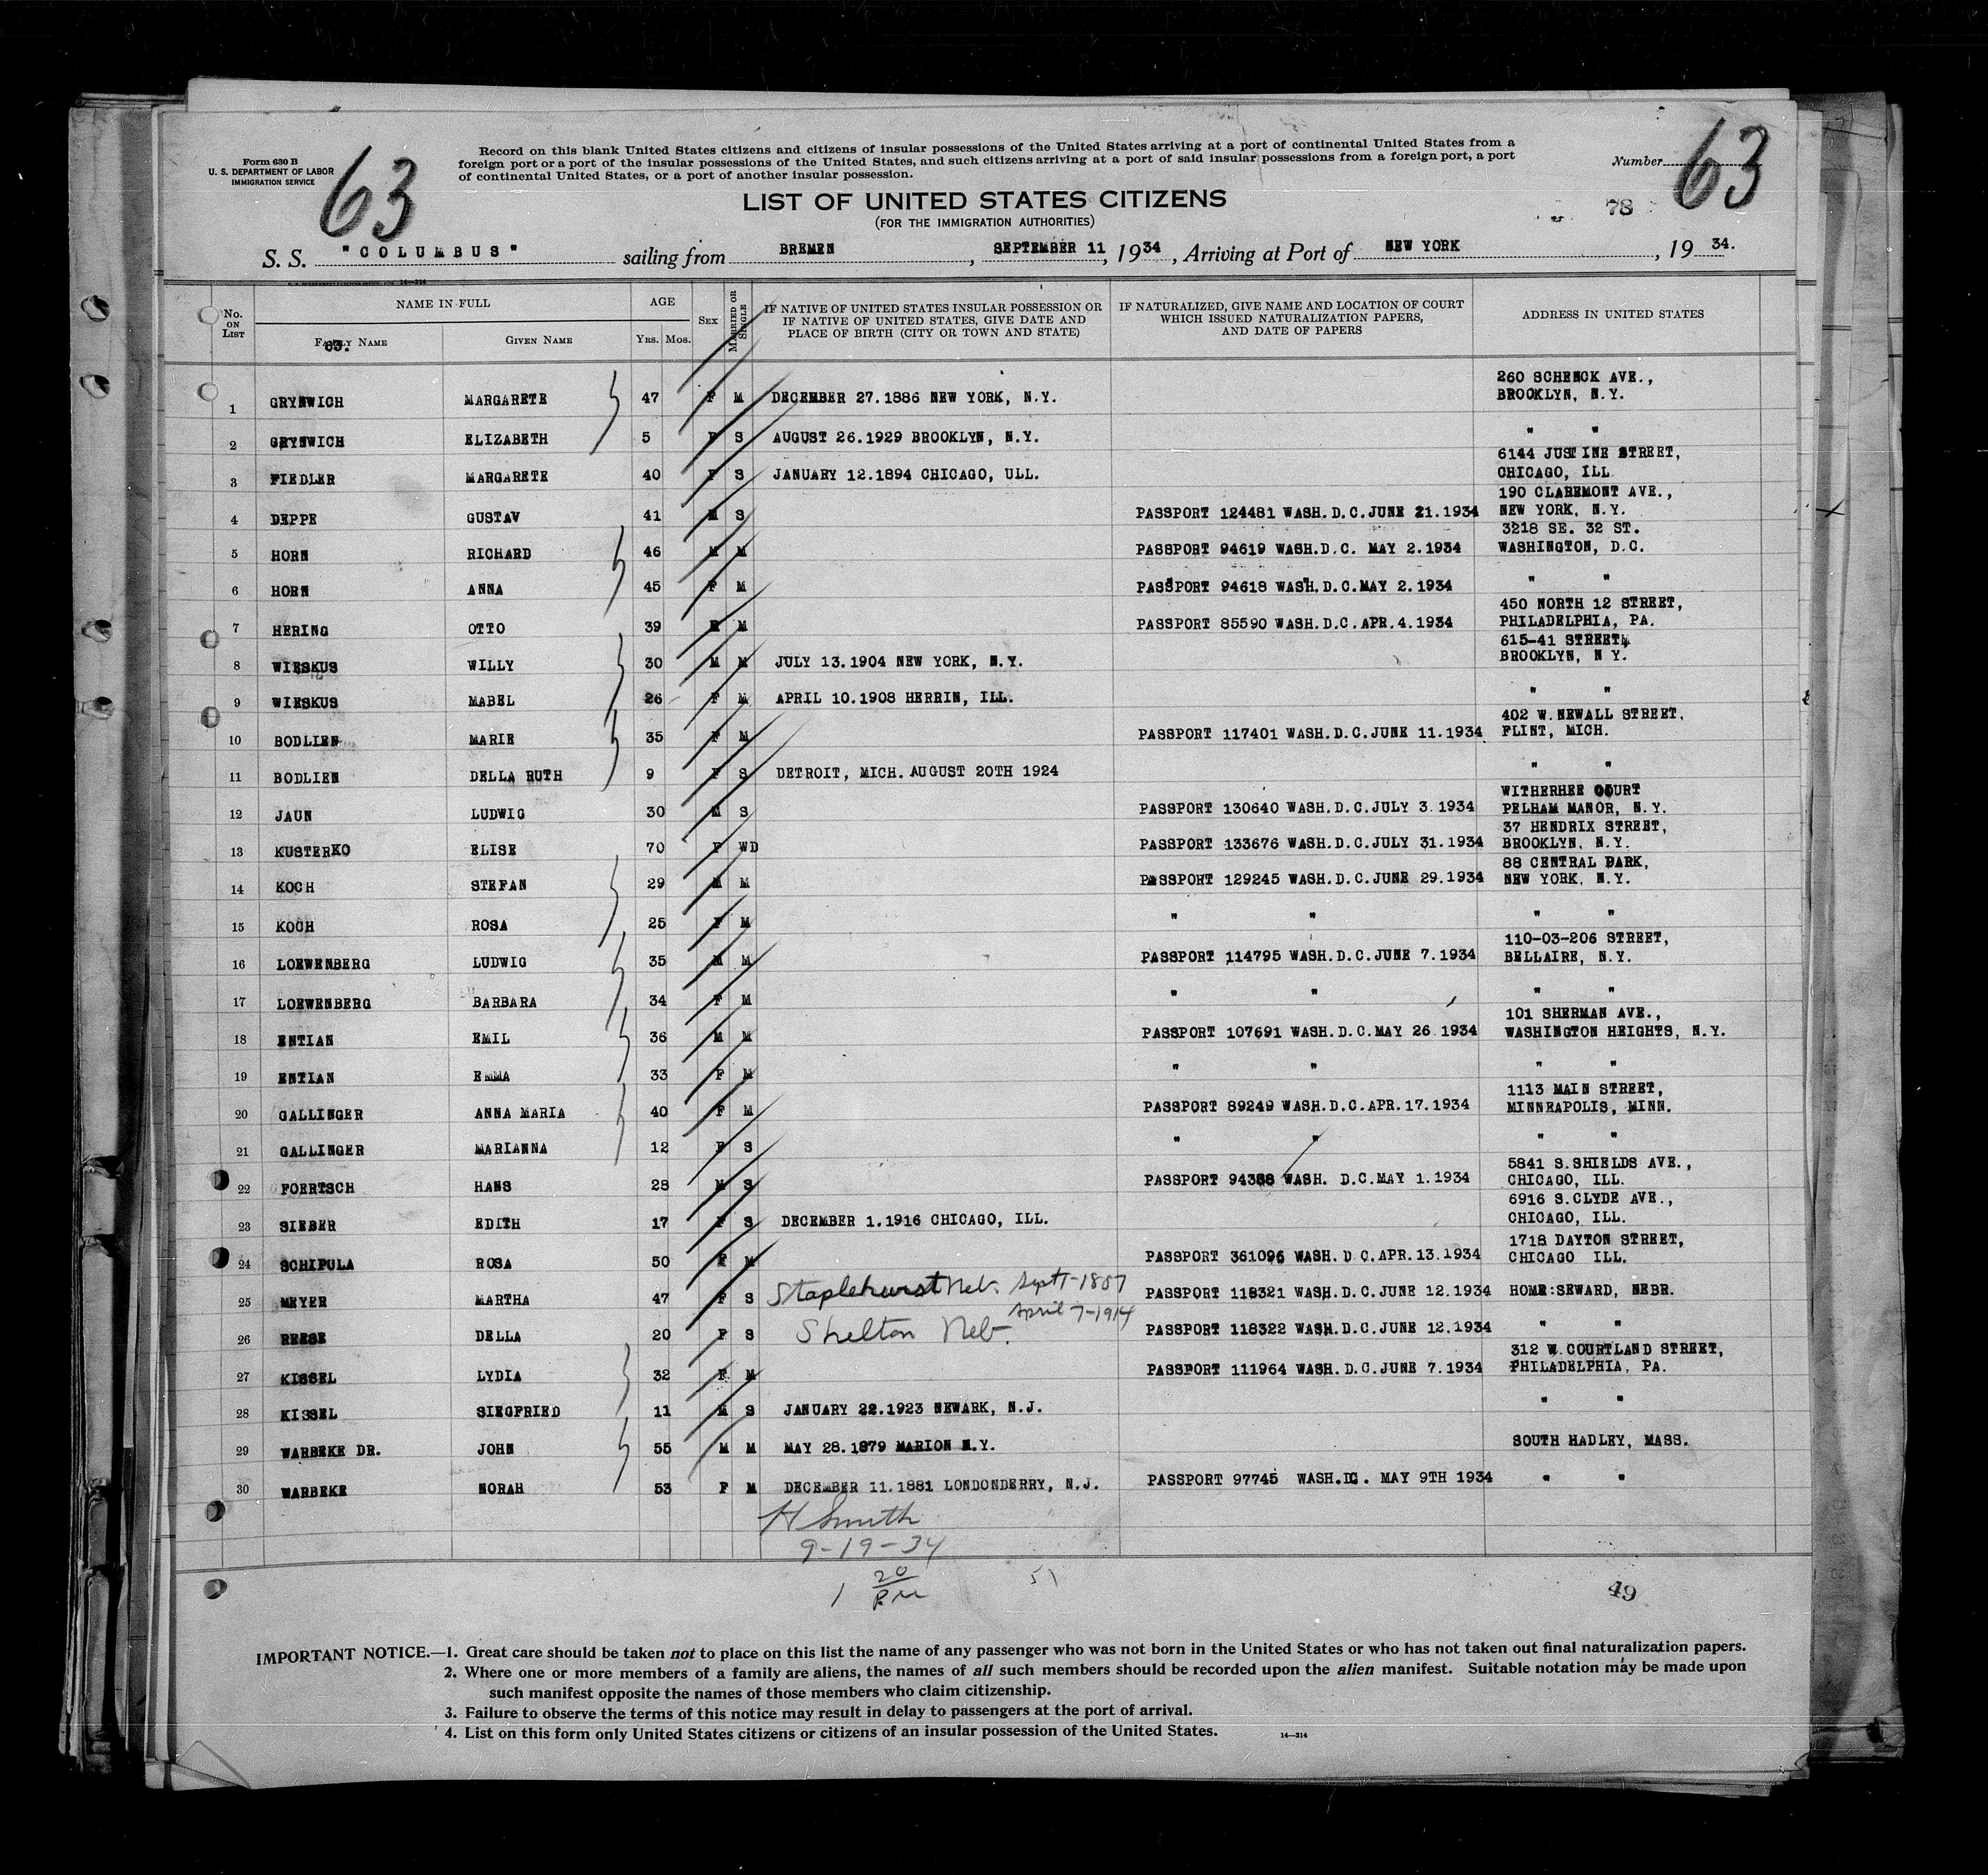 Form 630 B
U. S. DEPARTMENT OF LABOR
IMMIGRATION SERVICE
63
Record on this blank United States citizens and citizens of insular possessions of the United States arriving at a port of continental United States from a
foreign port or a port of the insular possessions of the United States, and such citizens arriving at a port of said insular possessions from a foreign port, a port
of continental United States, or a port of another insular possession.
Number 63
LIST OF UNITED STATES CITIZENS
(FOR THE IMMIGRATION AUTHORITIES)
78
S. S. "COLUMBUS" sailing from BREMEN, SEPTEMBER 11, 1934, Arriving at Port of NEW YORK, 1934.
No. ON LIST NAME IN FULL AGE SEX MARRIED OR SINGLE IF NATIVE OF UNITED STATES INSULAR POSSESSION OR IF NATIVE OF UNITED STATES, GIVE DATE AND PLACE OF BIRTH (CITY OR TOWN AND STATE) IF NATURALIZED, GIVE NAME AND LOCATION OF COURT WHICH ISSUED NATURALIZATION PAPERS, AND DATE OF PAPERS ADDRESS IN UNITED STATES
FAMILY NAME GIVEN NAME YRS. MOS.
63.
1 GRYNWICH MARGARETE 47 F M DECEMBER 27.1886 NEW YORK, N.Y. 260 SCHENCK AVE., BROOKLYN, N.Y.
2 GRYNWICH ELIZABETH 5 F S AUGUST 26.1929 BROOKLYN, N.Y. " "
3 FIEDLER MARGARETE 40 F S JANUARY 12.1894 CHICAGO, ULL. 6144 JUSTINE STREET, CHICAGO, ILL.
4 DEPPE GUSTAV 41 M S PASSPORT 124481 WASH.D.C.JUNE 21.1934 190 CLAREMONT AVE., NEW YORK, N.Y.
5 HORN RICHARD 46 M M PASSPORT 94619 WASH.D.C. MAY 2.1934 3218 SE. 32 ST. WASHINGTON, D.C.
6 HORN ANNA 45 F M PASSPORT 94618 WASH.D.C.MAY 2.1934 " "
7 HERING OTTO 39 M M PASSPORT 85590 WASH.D.C.APR.4.1934 450 NORTH 12 STREET, PHILADELPHIA, PA.
8 WIESKUS WILLY 30 M M JULY 13.1904 NEW YORK, N.Y. 615-41 STREET, BROOKLYN, N Y.
9 WIESKUS MABEL 26 F M APRIL 10.1908 HERRIN, ILL. " "
10 BODLIEN MARIE 35 F M PASSPORT 117401 WASH.D.C.JUNE 11.1934 402 W.NEWALL STREET, FLINT, MICH.
11 BODLIEN DELLA RUTH 9 F S DETROIT, MICH. AUGUST 20TH 1924 " "
12 JAUN LUDWIG 30 M S PASSPORT 130640 WASH.D.C.JULY 3.1934 WITHERHEE COURT PELHAM MANOR, N.Y.
13 KUSTERKO ELISE 70 F WD PASSPORT 133676 WASH.D.C.JULY 31.1934 37 HENDRIX STREET, BROOKLYN, N.Y.
14 KOCH STEFAN 29 M M PASSPORT 129245 WASH.D.C.JUNE 29.1934 88 CENTRAL PARK, NEW YORK, N.Y.
15 KOCH ROSA 25 F M " " " "
16 LOEWENBERG LUDWIG 35 M M PASSPORT 114795 WASH.D.C.JUNE 7.1934 110-03-206 STREET, BELLAIRE, N.Y.
17 LOEWENBERG BARBARA 34 F M " " " "
18 ENTIAN EMIL 36 M M PASSPORT 107691 WASH.D.C.MAY 26.1934 101 SHERMAN AVE., WASHINGTON HEIGHTS, N.Y.
19 ENTIAN EMMA 33 F M " " " "
20 GALLINGER ANNA MARIA 40 F M PASSPORT 89249 WASH.D.C.APR.17.1934 1113 MAIN STREET, MINNEAPOLIS, MINN.
21 GALLINGER MARIANNA 12 F S " " " "
22 FOERTSCH HANS 28 M S PASSPORT 94388 WASH. D.C.MAY 1.1934 5841 S.SHIELDS AVE., CHICAGO, ILL.
23 SIEBER EDITH 17 F S DECEMBER 1.1916 CHICAGO, ILL. 6916 S.CLYDE AVE., CHICAGO, ILL.
24 SCHIPULA ROSA 50 F M PASSPORT 361096 WASH. D C.APR.13.1934 1718 DAYTON STREET, CHICAGO ILL.
25 MEYER MARTHA 47 F S Staplehurst Neb. Sept 1-1887 PASSPORT 118321 WASH.D.C.JUNE 12.1934 HOME:SEWARD, NEBR.
26 REESE DELLA 20 F S Shelton Neb. April 7-1914 PASSPORT 118322 WASH.D.C.JUNE 12.1934 " "
27 KISSEL LYDIA 32 F M PASSPORT 111964 WASH.D.C.JUNE 7.1934 312 W.COURTLAND STREET, PHILADELPHIA, PA.
28 KISSEL SIEGFRIED 11 M S JANUARY 22.1923 NEWARK, N.J. " "
29 WARBEKE DR. JOHN 55 M M MAY 28.1879 MARION N.Y. SOUTH HADLEY, MASS.
30 WARBEKE NORAH 53 F M DECEMBER 11.1881 LONDONDERRY, N.J. PASSPORT 97745 WASH.DC. MAY 9TH 1934 " "
H Smith
9-19-34
1 20 P.M
51
49
IMPORTANT NOTICE.—1. Great care should be taken not to place on this list the name of any passenger who was not born in the United States or who has not taken out final naturalization papers.
2. Where one or more members of a family are aliens, the names of all such members should be recorded upon the alien manifest. Suitable notation may be made upon
such manifest opposite the names of those members who claim citizenship.
3. Failure to observe the terms of this notice may result in delay to passengers at the port of arrival.
4. List on this form only United States citizens or citizens of an insular possession of the United States.
14—314